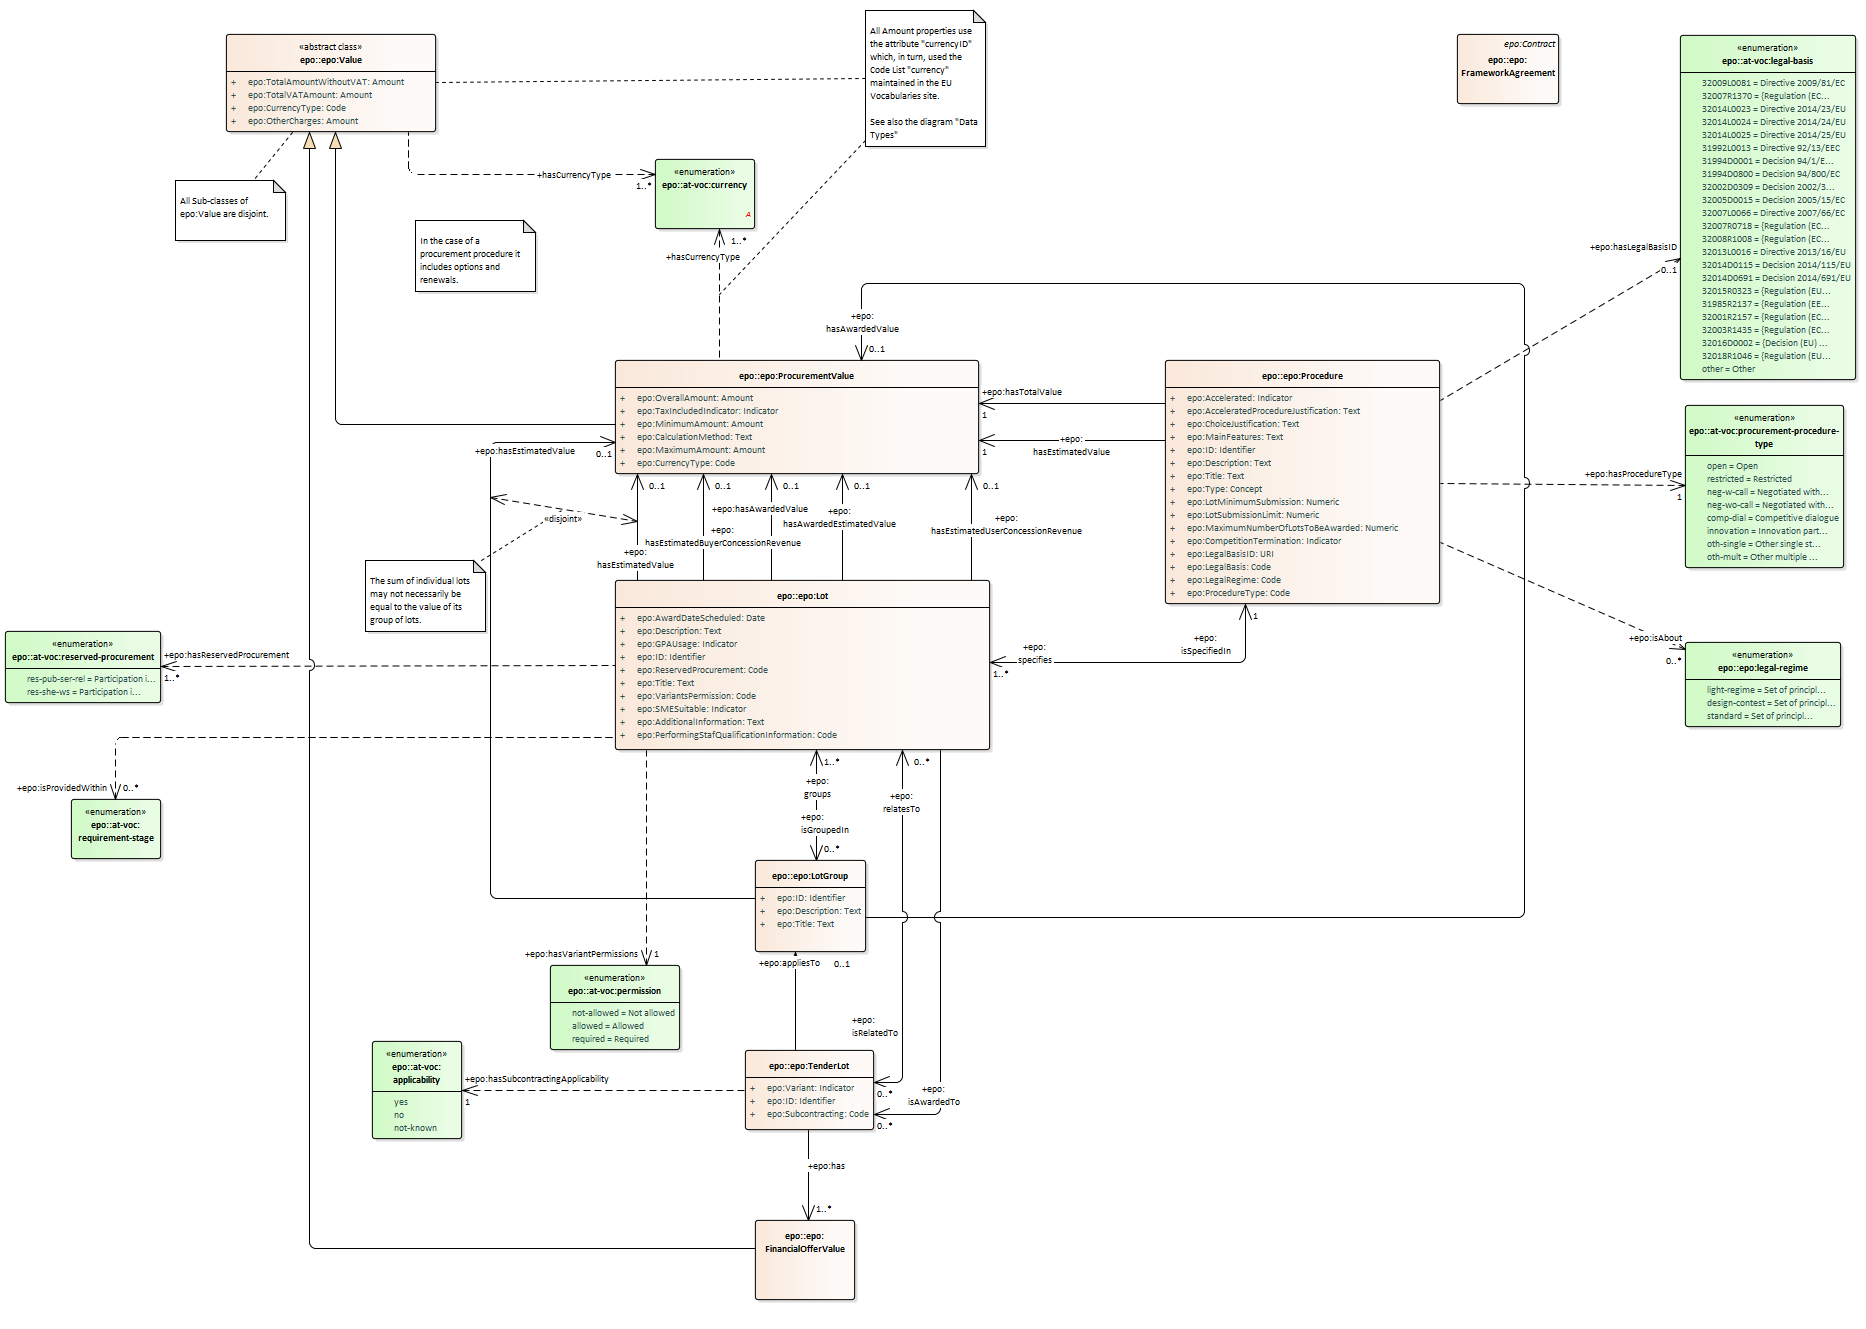 «abstract class»
epo::epo:Value
+ epo:TotalAmountWithoutVAT: Amount
+ epo:TotalVATAmount: Amount
+ epo:CurrencyType: Code
+ epo:OtherCharges: Amount
All Amount properties use
the attribute "currencyID"
which, in turn, used the
Code List "currency"
maintained in the EU
Vocabularies site.
See also the diagram "Data
Types"
epo:Contract
epo::epo:
FrameworkAgreement
«enumeration»
epo::at-voc:legal-basis
32009L0081 = Directive 2009/81/EC
32007R1370 = {Regulation (EC...
32014L0023 = Directive 2014/23/EU
32014L0024 = Directive 2014/24/EU
32014L0025 = Directive 2014/25/EU
31992L0013 = Directive 92/13/EEC
31994D0001 = Decision 94/1/E...
31994D0800 = Decision 94/800/EC
32002D0309 = Decision 2002/3...
32005D0015 = Decision 2005/15/EC
32007L0066 = Directive 2007/66/EC
32007R0718 = {Regulation (EC...
32008R1008 = {Regulation (EC...
32013L0016 = Directive 2013/16/EU
32014D0115 = Decision 2014/115/EU
32014D0691 = Decision 2014/691/EU
32015R0323 = {Regulation (EU...
31985R2137 = {Regulation (EE...
32001R2157 = {Regulation (EC...
32003R1435 = {Regulation (EC...
32016D0002 = {Decision (EU) ...
32018R1046 = {Regulation (EU...
other = Other
All Sub-classes of
epo:Value are disjoint.
+hasCurrencyType
1..*
«enumeration»
epo::at-voc:currency
A
In the case of a
procurement procedure it
includes options and
renewals.
1..*
+hasCurrencyType
+epo:hasLegalBasisID
0..1
+epo:
hasAwardedValue
0..1
epo::epo:ProcurementValue
+ epo:OverallAmount: Amount
+ epo:TaxIncludedIndicator: Indicator
+ epo:MinimumAmount: Amount
+ epo:CalculationMethod: Text
+ epo:MaximumAmount: Amount
+ epo:CurrencyType: Code
+epo:hasTotalValue
1
+epo:
hasEstimatedValue
1
epo::epo:Procedure
+ epo:Accelerated: Indicator
+ epo:AcceleratedProcedureJustification: Text
+ epo:ChoiceJustification: Text
+ epo:MainFeatures: Text
+ epo:ID: Identifier
+ epo:Description: Text
+ epo:Title: Text
+ epo:Type: Concept
+ epo:LotMinimumSubmission: Numeric
+ epo:LotSubmissionLimit: Numeric
+ epo:MaximumNumberOfLotsToBeAwarded: Numeric
+ epo:CompetitionTermination: Indicator
+ epo:LegalBasisID: URI
+ epo:LegalBasis: Code
+ epo:LegalRegime: Code
+ epo:ProcedureType: Code
«enumeration»
epo::at-voc:procurement-procedure-
type
open = Open
restricted = Restricted
neg-w-call = Negotiated with...
neg-wo-call = Negotiated with...
comp-dial = Competitive dialogue
innovation = Innovation part...
oth-single = Other single st...
oth-mult = Other multiple ...
+epo:hasProcedureType
1
+epo:hasEstimatedValue
0..1
0..1
0..1
0..1
0..1
0..1
+epo:hasAwardedValue
+epo:
hasAwardedEstimatedValue
+epo:
hasEstimatedUserConcessionRevenue
«disjoint»
+epo:
hasEstimatedBuyerConcessionRevenue
+epo:
hasEstimatedValue
The sum of individual lots
may not necessarily be
equal to the value of its
group of lots.
epo::epo:Lot
+ epo:AwardDateScheduled: Date
+ epo:Description: Text
+ epo:GPAUsage: Indicator
+ epo:ID: Identifier
+ epo:ReservedProcurement: Code
+ epo:Title: Text
+ epo:VariantsPermission: Code
+ epo:SMESuitable: Indicator
+ epo:AdditionalInformation: Text
+ epo:PerformingStafQualificationInformation: Code
1
+epo:
isSpecifiedIn
+epo:
specifies
1..*
+epo:isAbout
0..*
«enumeration»
epo::epo:legal-regime
light-regime = Set of principl...
design-contest = Set of principl...
standard = Set of principl...
«enumeration»
epo::at-voc:reserved-procurement
res-pub-ser-rel = Participation i...
res-she-ws = Participation i...
+epo:hasReservedProcurement
1..*
+epo:isProvidedWithin
0..*
«enumeration»
epo::at-voc:
requirement-stage
1..*
+epo:
groups
+epo:
isGroupedIn
0..*
0..*
+epo:
relatesTo
epo::epo:LotGroup
+ epo:ID: Identifier
+ epo:Description: Text
+ epo:Title: Text
+epo:hasVariantPermissions
1
«enumeration»
epo::at-voc:permission
not-allowed = Not allowed
allowed = Allowed
required = Required
+epo:appliesTo
0..1
+epo:
isRelatedTo
0..*
+epo:
isAwardedTo
0..*
«enumeration»
epo::at-voc:
applicability
yes
no
not-known
+epo:hasSubcontractingApplicability
1
epo::epo:TenderLot
+ epo:Variant: Indicator
+ epo:ID: Identifier
+ epo:Subcontracting: Code
+epo:has
1..*
epo::epo:
FinancialOfferValue